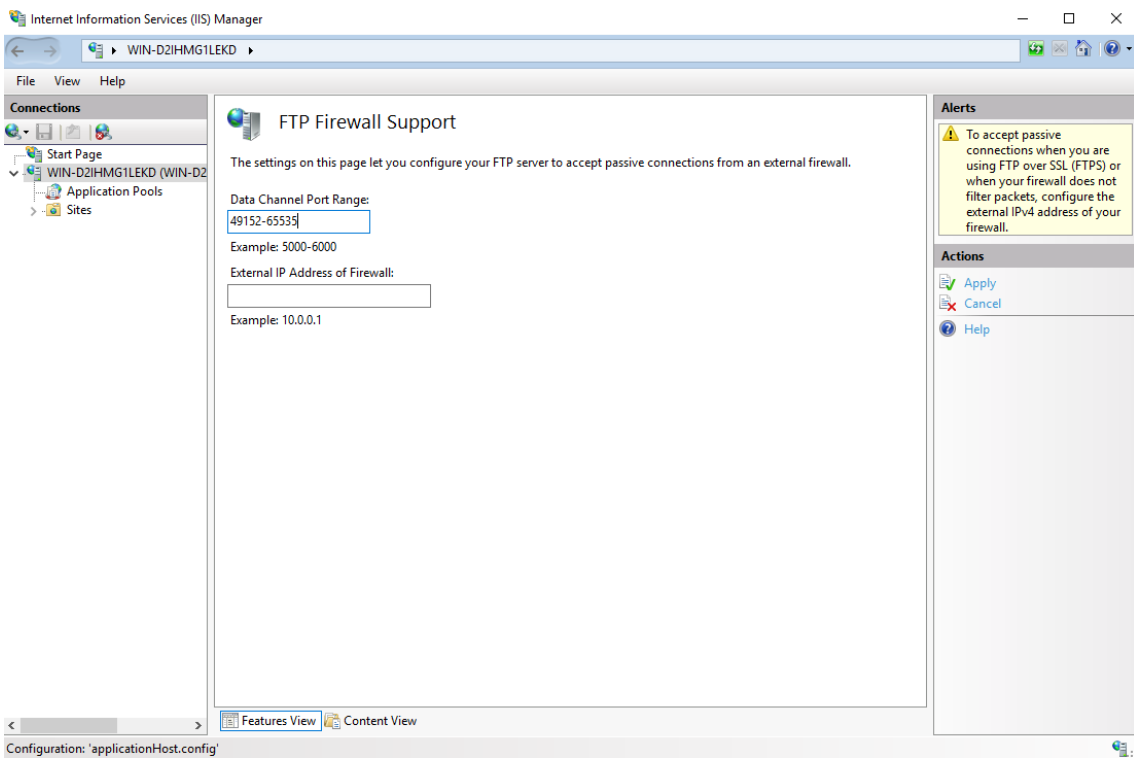 Internet Information Services (IIS) Manager
WIN-D2IHMG1LEKD
File View Help
Connections
Start Page
WIN-D2IHMG1LEKD (WIN-D2
Application Pools
Sites
FTP Firewall Support
The settings on this page let you configure your FTP server to accept passive connections from an external firewall.
Data Channel Port Range:
49152-65535
Example: 5000-6000
External IP Address of Firewall:
Example: 10.0.0.1
Features View Content View
Alerts
To accept passive
connections when you are
using FTP over SSL (FTPS) or
when your firewall does not
filter packets, configure the
external IPv4 address of your
firewall.
Actions
Apply
Cancel
Help
Configuration: 'applicationHost.config'